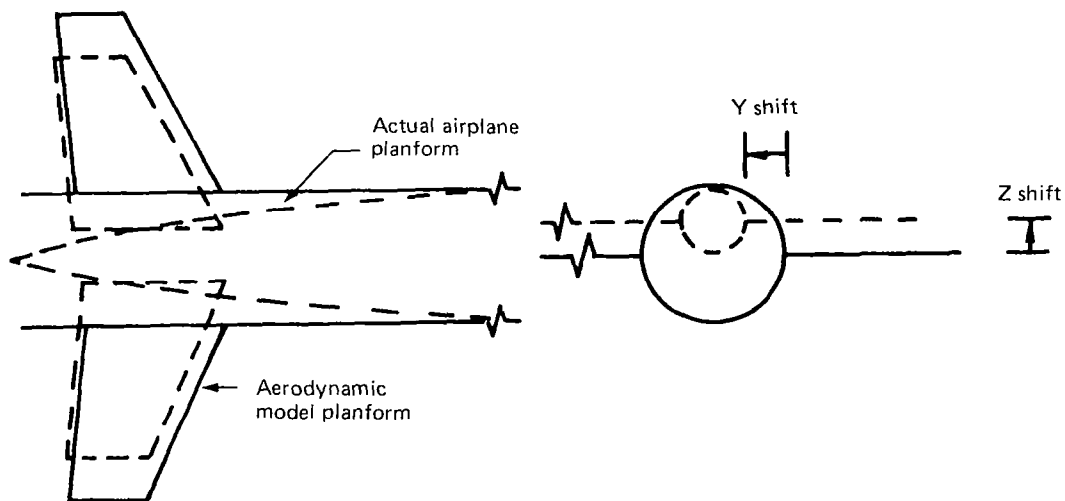 Actual airplane
planform
Y shift
Z shift
Aerodynamic
model planform